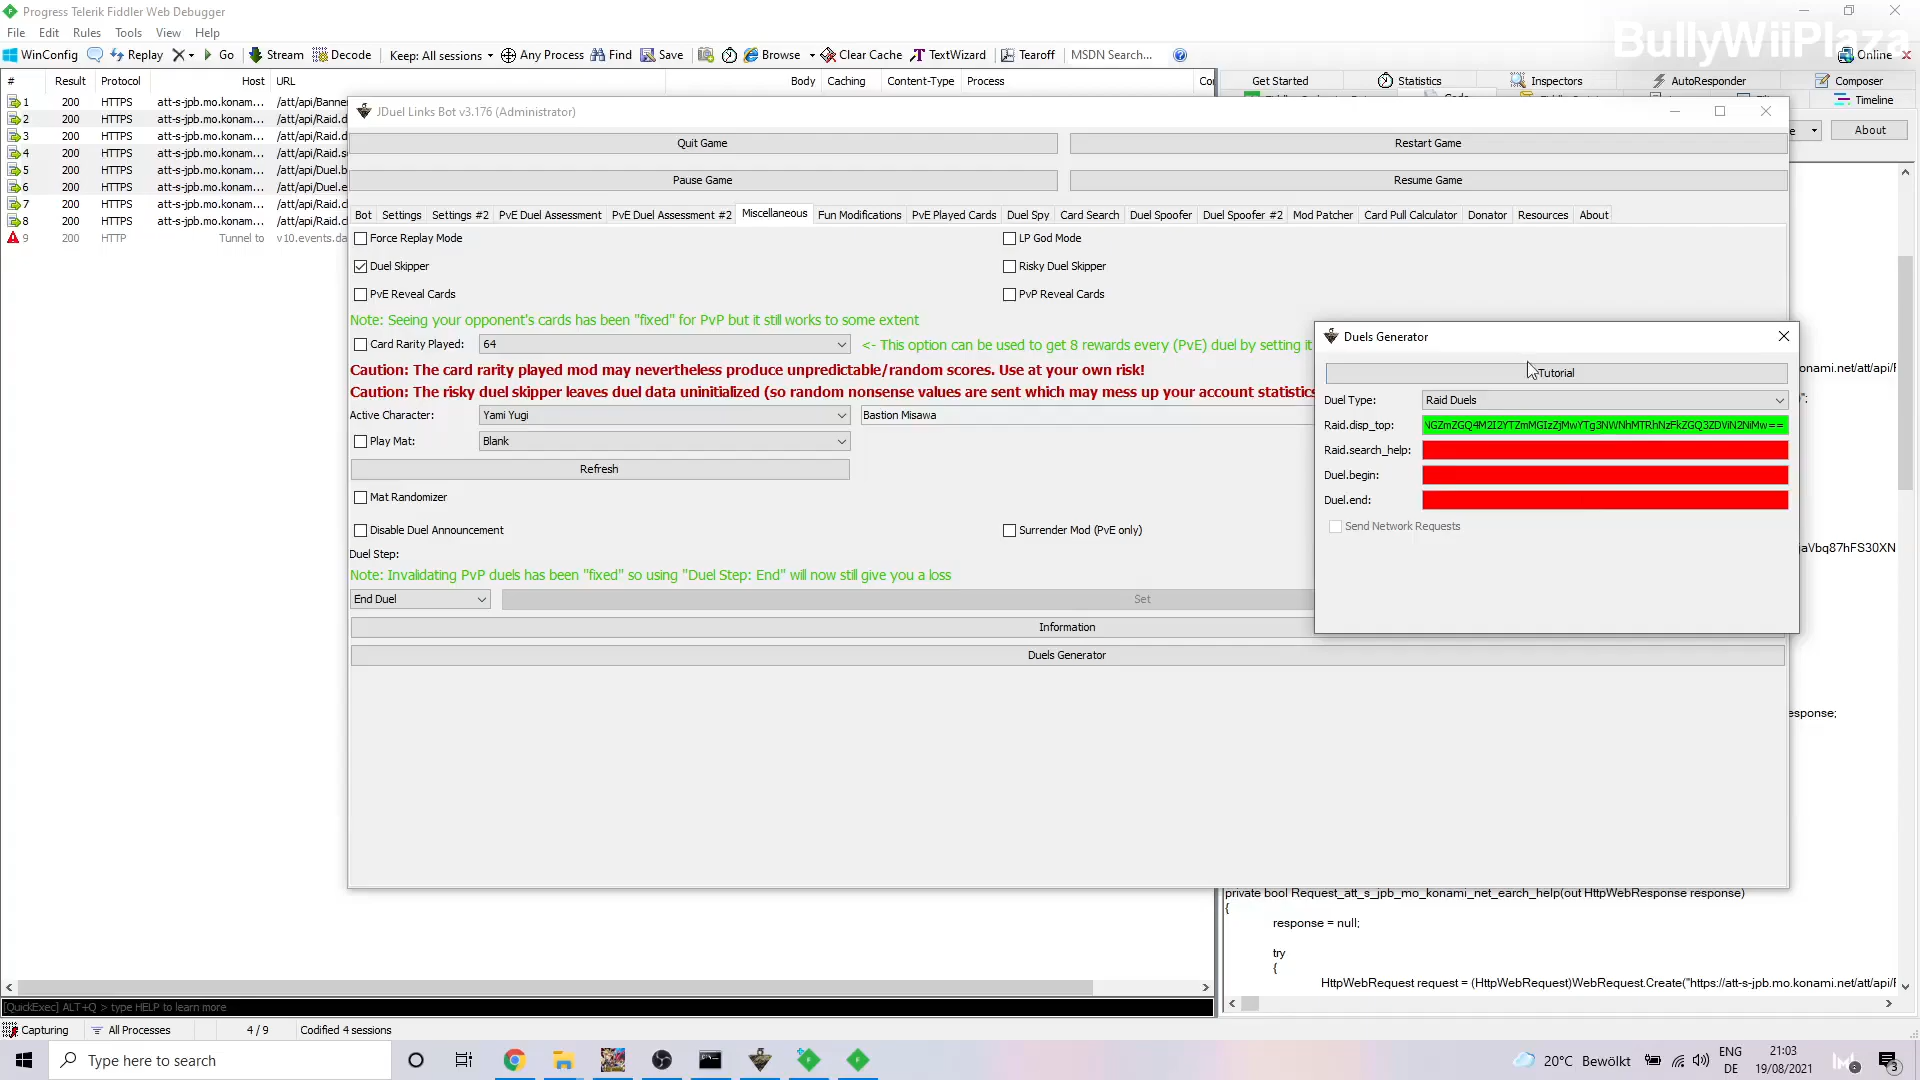 Progress Telerik Fiddler Web Debugger
BullyWiiPlaza
File Edit Rules Tools View Help
WinConfig Replay Go Stream Decode Keep: All sessions Any Process Find Save Browse Clear Cache TextWizard Tearoff MSDN Search... Online
# Result Protocol Host URL Body Caching Content-Type Process
Get Started Statistics Inspectors AutoResponder Composer
Timeline
About
1 200 HTTPS att-s-jpb.mo.konam... /att/api/Banner
2 200 HTTPS att-s-jpb.mo.konam... /att/api/Raid.d
3 200 HTTPS att-s-jpb.mo.konam... /att/api/Raid.d
4 200 HTTPS att-s-jpb.mo.konam... /att/api/Raid.s
5 200 HTTPS att-s-jpb.mo.konam... /att/api/Duel.b
6 200 HTTPS att-s-jpb.mo.konam... /att/api/Duel.e
7 200 HTTPS att-s-jpb.mo.konam... /att/api/Raid.cl
8 200 HTTPS att-s-jpb.mo.konam... /att/api/Raid.cl
9 200 HTTP Tunnel to v10.events.da
JDuel Links Bot v3.176 (Administrator)
Quit Game Restart Game
Pause Game Resume Game
Bot Settings Settings #2 PvE Duel Assessment PvE Duel Assessment #2 Miscellaneous Fun Modifications PvE Played Cards Duel Spy Card Search Duel Spoofer Duel Spoofer #2 Mod Patcher Card Pull Calculator Donator Resources About
Force Replay Mode LP God Mode
Duel Skipper Risky Duel Skipper
PvE Reveal Cards PvP Reveal Cards
Note: Seeing your opponent's cards has been "fixed" for PvP but it still works to some extent
Card Rarity Played: 64 <- This option can be used to get 8 rewards every (PvE) duel by setting it
Caution: The card rarity played mod may nevertheless produce unpredictable/random scores. Use at your own risk!
Caution: The risky duel skipper leaves duel data uninitialized (so random nonsense values are sent which may mess up your account statistics
Active Character: Yami Yugi Bastion Misawa
Play Mat: Blank
Refresh
Mat Randomizer
Disable Duel Announcement Surrender Mod (PvE only)
Duel Step:
Note: Invalidating PvP duels has been "fixed" so using "Duel Step: End" will now still give you a loss
End Duel Set
Information
Duels Generator
Duels Generator
Tutorial
Duel Type: Raid Duels
Raid.disp_top: NGZmZGQ4M2I2YTZmMGIzZjMwYTg3NWNhMTRhNzFkZGQ3ZDViN2NiMw==
Raid.search_help:
Duel.begin:
Duel.end:
Send Network Requests
onami.net/att/api/F
";
jaVbq87hFS30XN
esponse;
private bool Request_att_s_jpb_mo_konami_net_earch_help(out HttpWebResponse response)
{
response = null;
try
{
HttpWebRequest request = (HttpWebRequest)WebRequest.Create("https://att-s-jpb.mo.konami.net/att/api/F
[QuickExec] ALT+Q > type HELP to learn more
Capturing All Processes 4 / 9 Codified 4 sessions
Type here to search
20°C Bewölkt
ENG
DE
21:03
19/08/2021
3